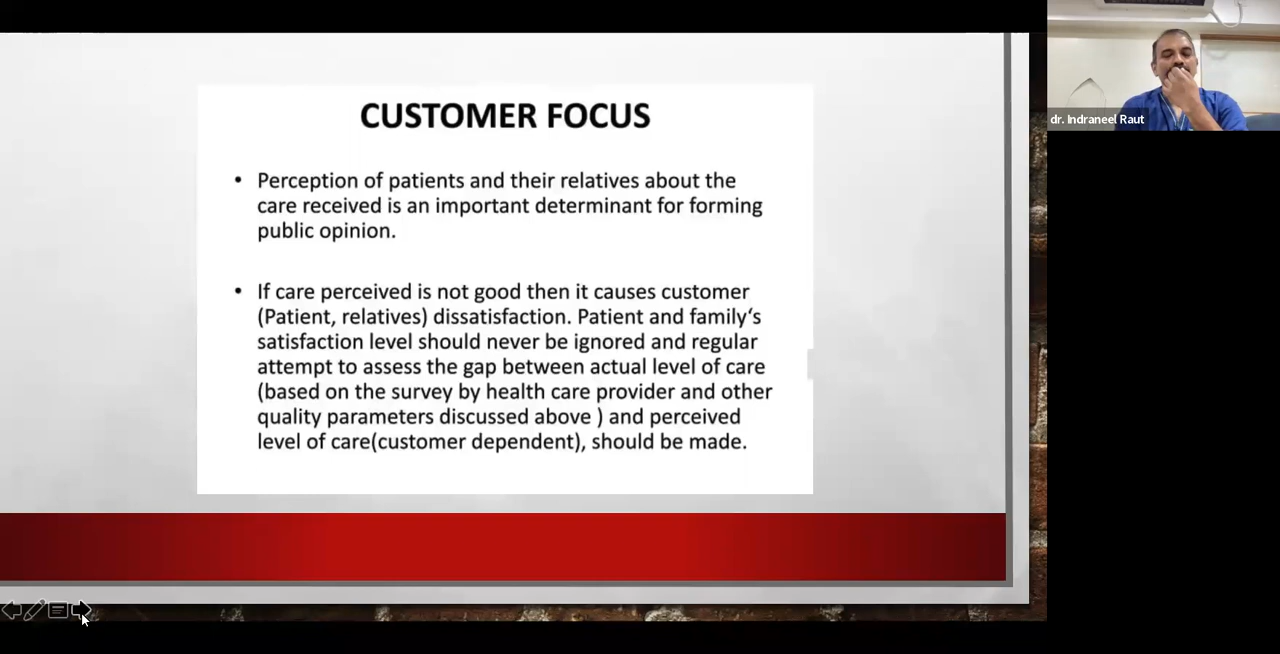 CUSTOMER FOCUS
• Perception of patients and their relatives about the
care received is an important determinant for forming
public opinion.
• If care perceived is not good then it causes customer
(Patient, relatives) dissatisfaction. Patient and family‘s
satisfaction level should never be ignored and regular
attempt to assess the gap between actual level of care
(based on the survey by health care provider and other
quality parameters discussed above ) and perceived
level of care(customer dependent), should be made.
dr. Indraneel Raut